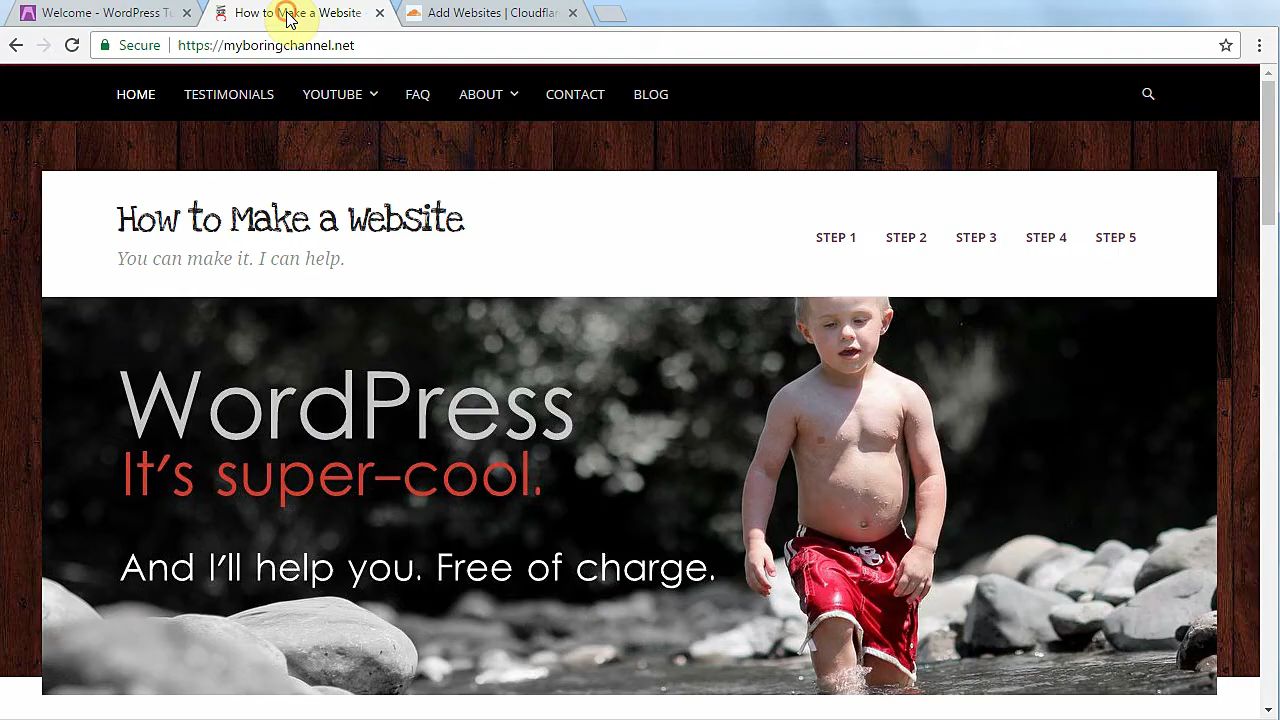 Welcome - WordPress Tu
How to Make a Website
Add Websites | Cloudflar
Secure
https://myboringchannel.net
HOME
TESTIMONIALS
YOUTUBE
FAQ
ABOUT
CONTACT
BLOG
How to Make a Website
You can make it. I can help.
STEP 1
STEP 2
STEP 3
STEP 4
STEP 5
WordPress
It's super-cool.
And I'll help you. Free of charge.